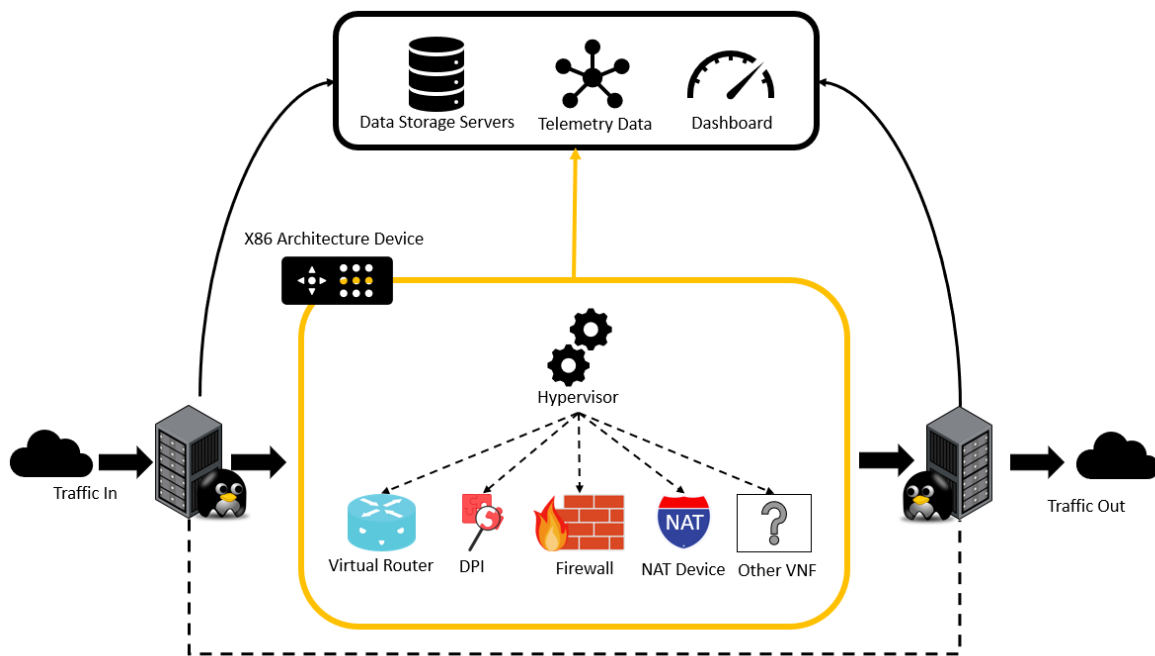 Data Storage Servers
Telemetry Data
Dashboard
X86 Architecture Device
Hypervisor
Traffic In
NAT
Traffic Out
Virtual Router
DPI
Firewall
NAT Device
Other VNF